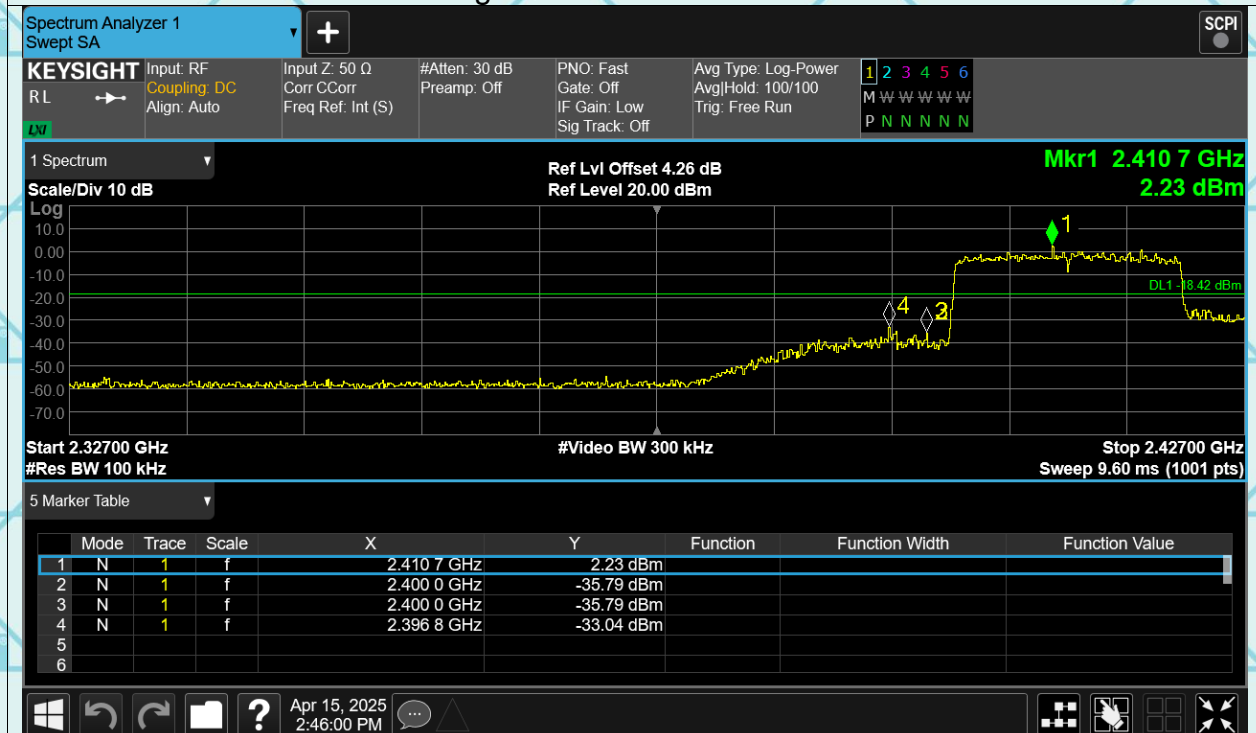 Spectrum Analyzer 1
Swept SA
+
SCPI
KEYSIGHT
RL
LXI
Input: RF
Coupling: DC
Align: Auto
Input Z: 50 Ω
Corr CCorr
Freq Ref: Int (S)
#Atten: 30 dB
Preamp: Off
PNO: Fast
Gate: Off
IF Gain: Low
Sig Track: Off
Avg Type: Log-Power
Avg|Hold: 100/100
Trig: Free Run
1 2 3 4 5 6
M W W W W W
P N N N N N
1 Spectrum
Scale/Div 10 dB
Ref Lvl Offset 4.26 dB
Ref Level 20.00 dBm
Mkr1 2.410 7 GHz
2.23 dBm
Log
10.0
0.00
-10.0
-20.0
-30.0
-40.0
-50.0
-60.0
-70.0
1
DL1 -18.42 dBm
4
Start 2.32700 GHz
#Res BW 100 kHz
#Video BW 300 kHz
Stop 2.42700 GHz
Sweep 9.60 ms (1001 pts)
5 Marker Table
Mode Trace Scale X Y Function Function Width Function Value
1 N 1 f 2.410 7 GHz 2.23 dBm
2 N 1 f 2.400 0 GHz -35.79 dBm
3 N 1 f 2.400 0 GHz -35.79 dBm
4 N 1 f 2.396 8 GHz -33.04 dBm
5
6
?
Apr 15, 2025
2:46:00 PM